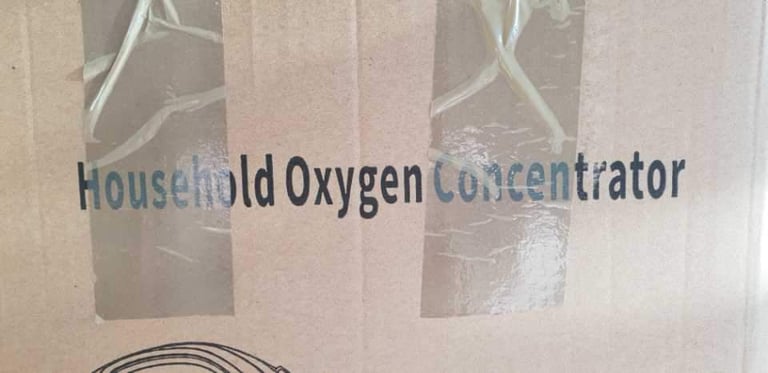 Household Oxygen Concentrator